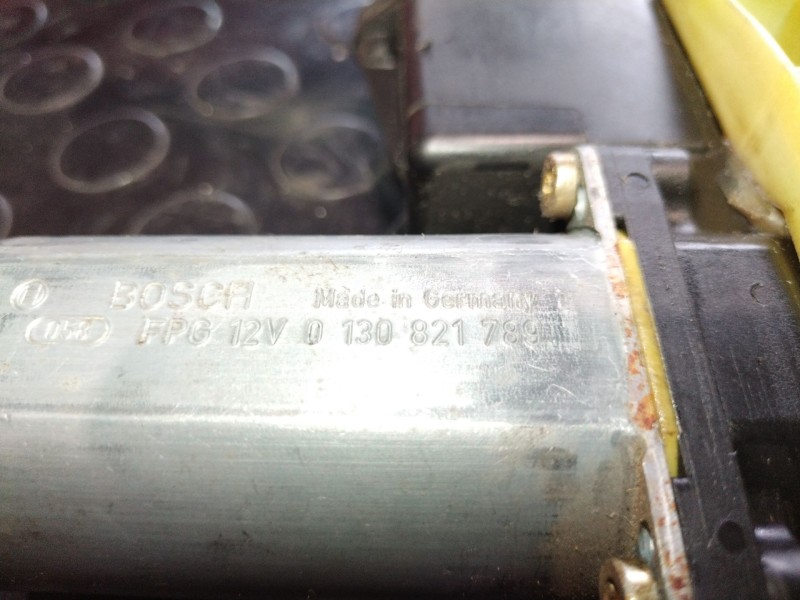 BOSCH Made in Germany
FPG 12V 0 130 821 789